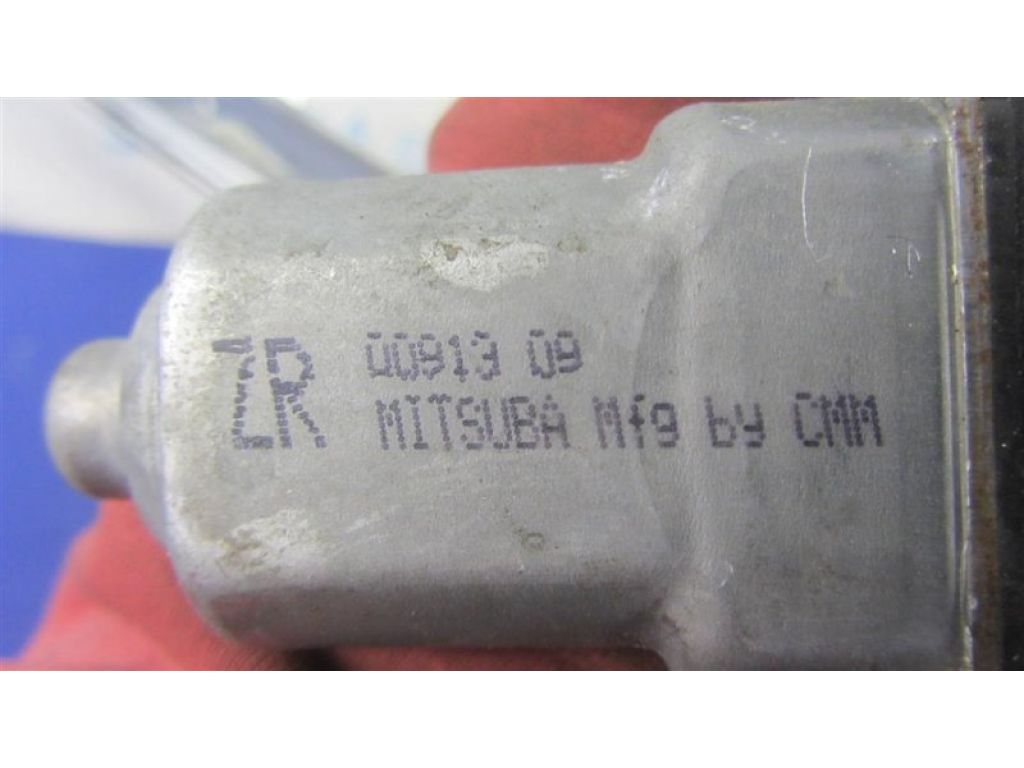 ZR
00913 09
MITSUBA Mfg by CMM